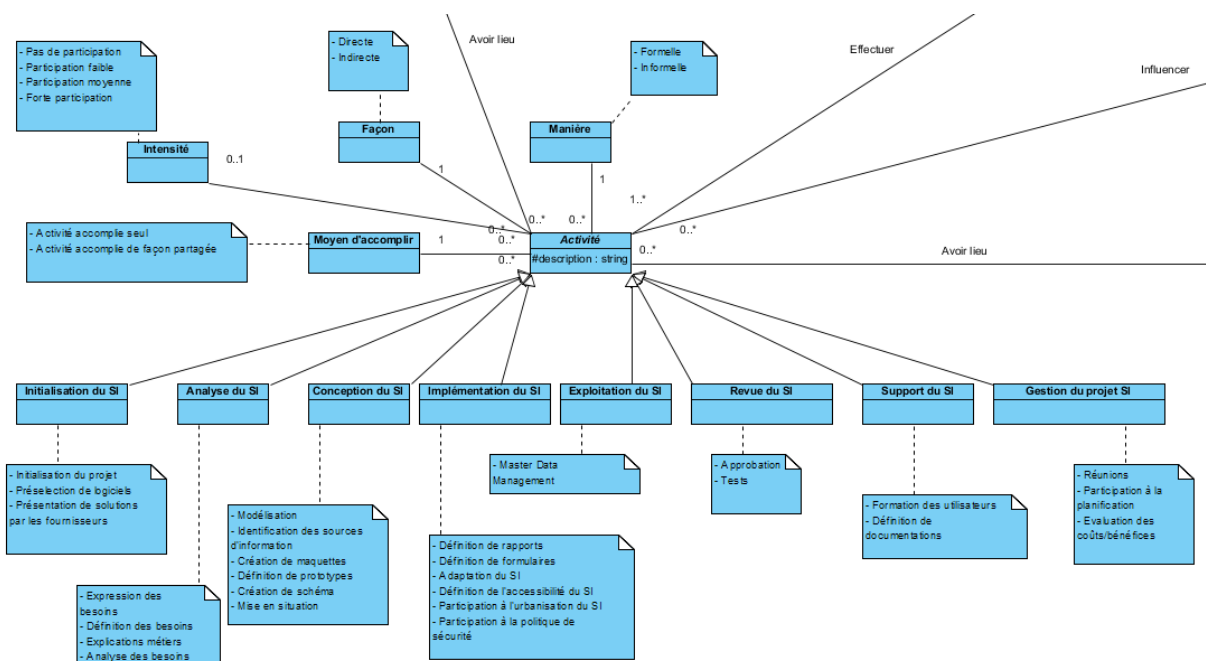 Avoir lieu
Effectuer
Influencer
- Pas de participation
- Participation faible
- Participation moyenne
- Forte participation
- Directe
- Indirecte
- Formelle
- Informelle
Intensité
Façon
Manière
0..1
1
1
1..*
0..*
0..*
0..*
0..*
0..*
- Activité accomple seul
- Activité accomple de façon partagée
Moyen d'accomplir
1
0..*
Activité
#description : string
0..*
Avoir lieu
Initialisation du SI
Analyse du SI
Conception du SI
Implémentation du SI
Exploitation du SI
Revue du SI
Support du SI
Gestion du projet SI
- Initialisation du projet
- Préselection de logiciels
- Présentation de solutions
par les fournisseurs
- Expression des
besoins
- Définition des besoins
- Explications métiers
- Analyse des besoins
- Modélisation
- Identification des sources
d'information
- Création de maquettes
- Définition de prototypes
- Création de schéma
- Mise en situation
- Définition de rapports
- Définition de formulaires
- Adaptation du SI
- Définition de l'accessibilité du SI
- Participation à l'urbanisation du SI
- Participation à la politique de
sécurité
- Master Data
Management
- Approbation
- Tests
- Formation des utilisateurs
- Définition de
documentations
- Réunions
- Participation à la
planification
- Evaluation des
coûts/bénéfices